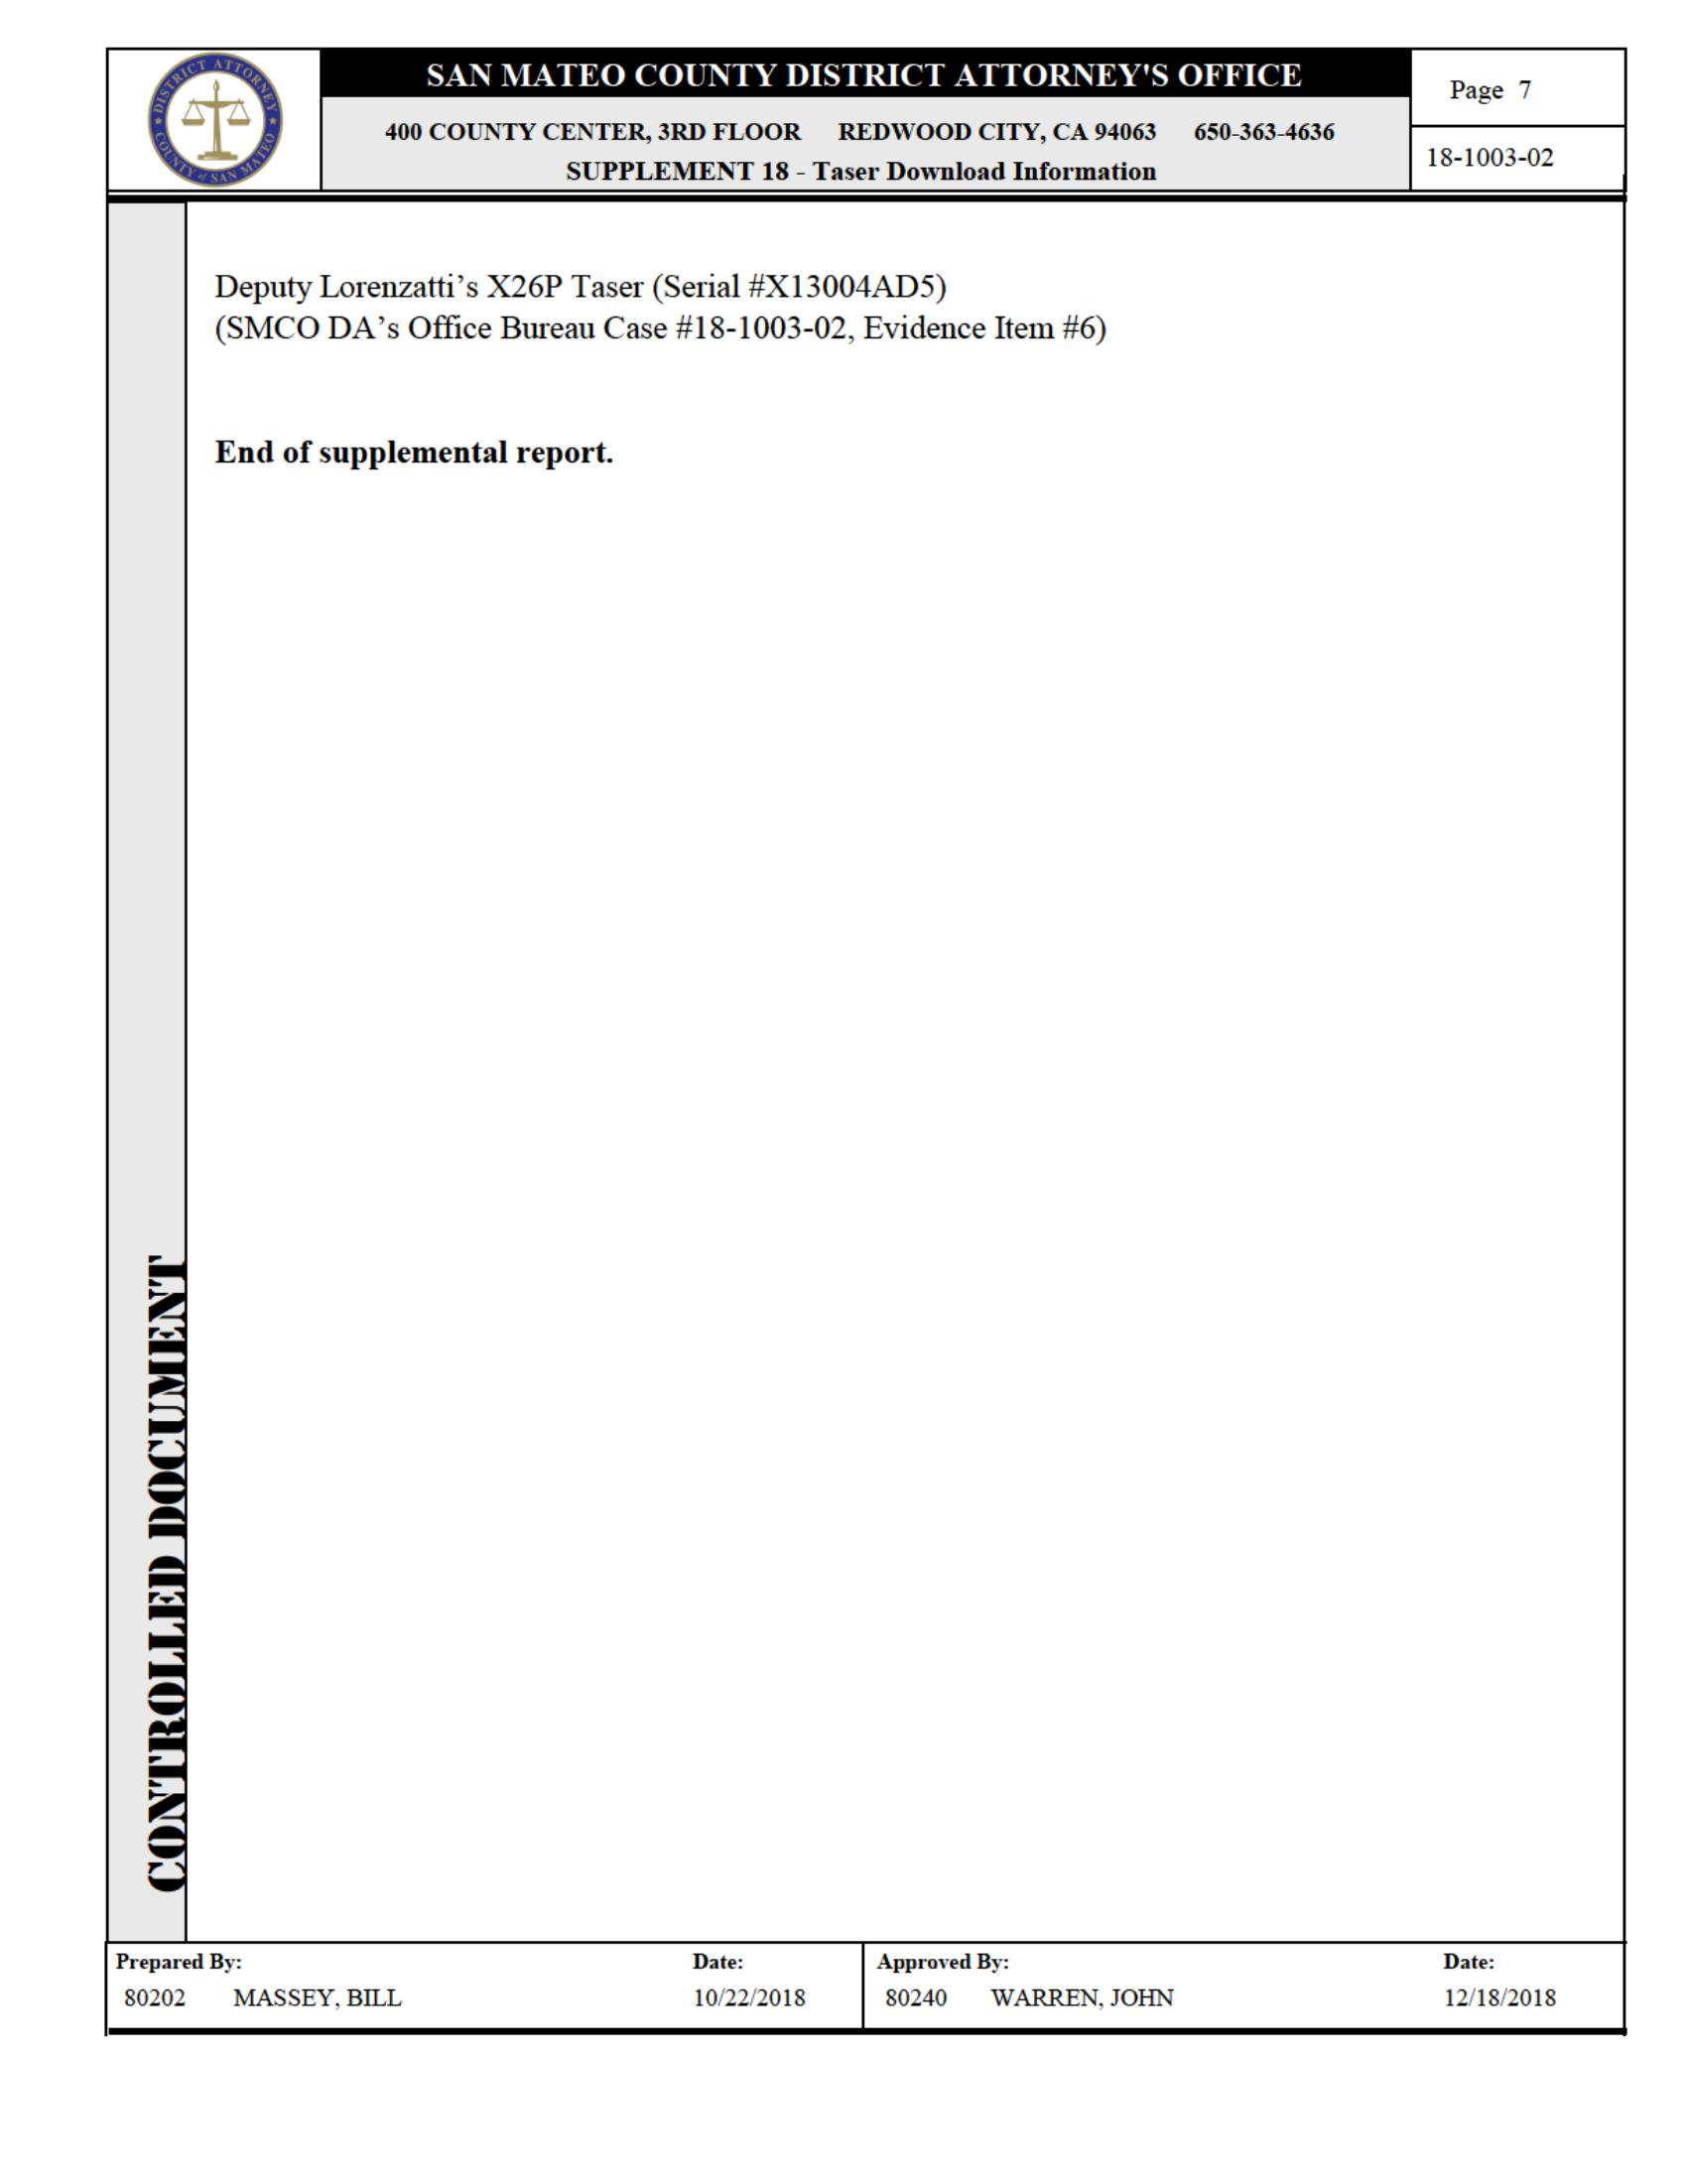 DISTRICT ATTORNEY
COUNTY of SAN MATEO
SAN MATEO COUNTY DISTRICT ATTORNEY'S OFFICE
400 COUNTY CENTER, 3RD FLOOR REDWOOD CITY, CA 94063 650-363-4636
SUPPLEMENT 18 - Taser Download Information
Page 7
18-1003-02
Deputy Lorenzatti’s X26P Taser (Serial #X13004AD5)
(SMCO DA’s Office Bureau Case #18-1003-02, Evidence Item #6)
End of supplemental report.
CONTROLLED DOCUMENT
Prepared By: Date:
80202 MASSEY, BILL 10/22/2018
Approved By: Date:
80240 WARREN, JOHN 12/18/2018